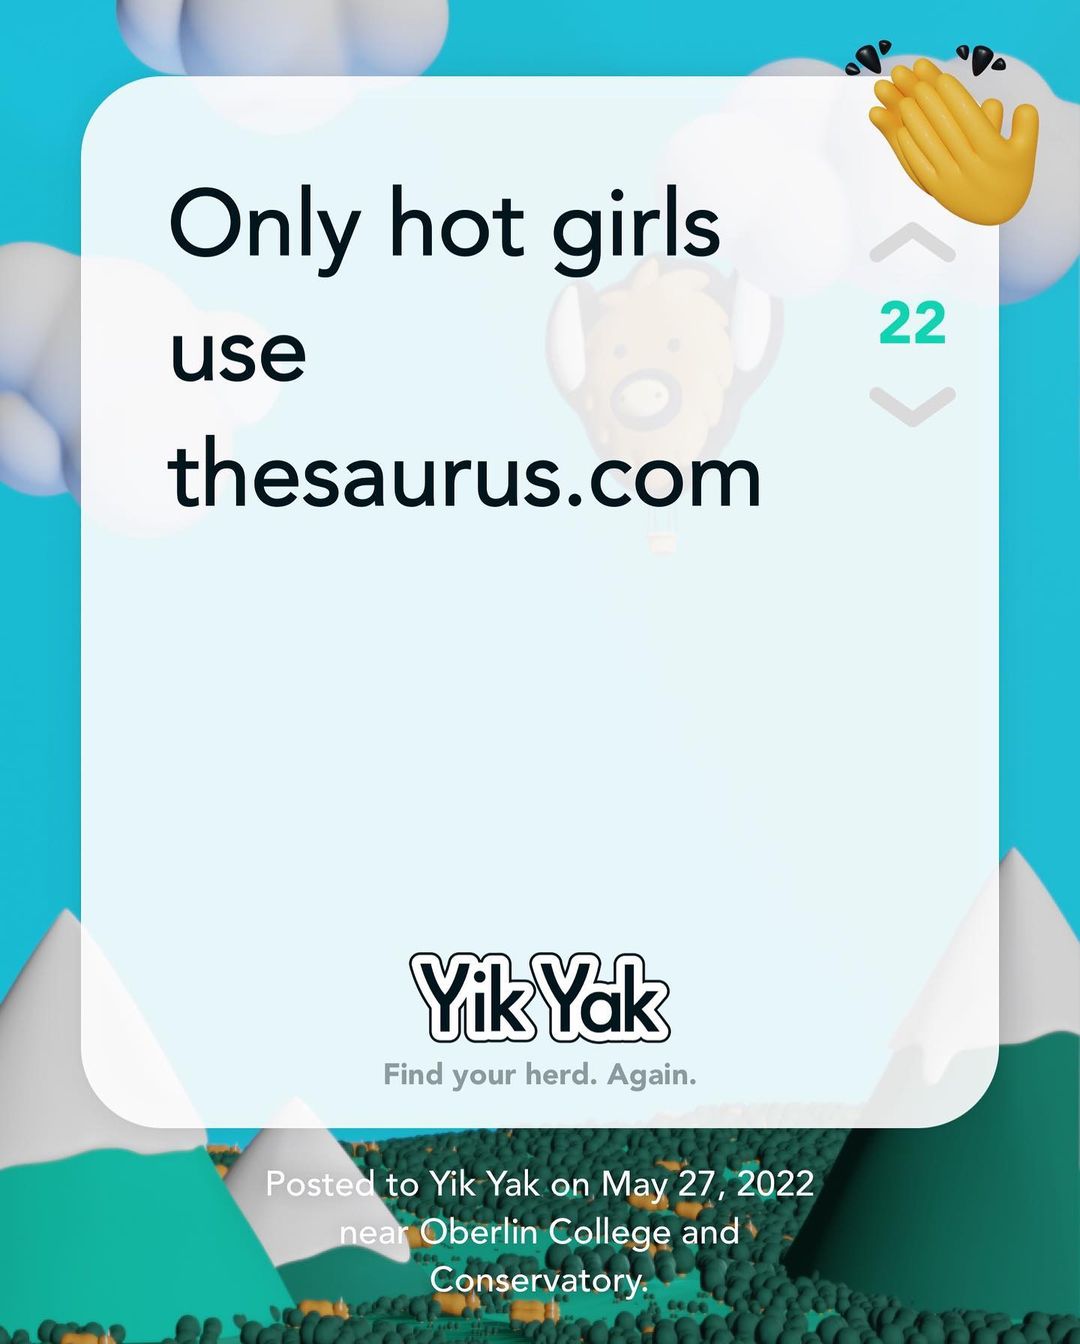 Only hot girls
use
thesaurus.com
22
Yik Yak
Find your herd. Again.
Posted to Yik Yak on May 27, 2022
near Oberlin College and
Conservatory.